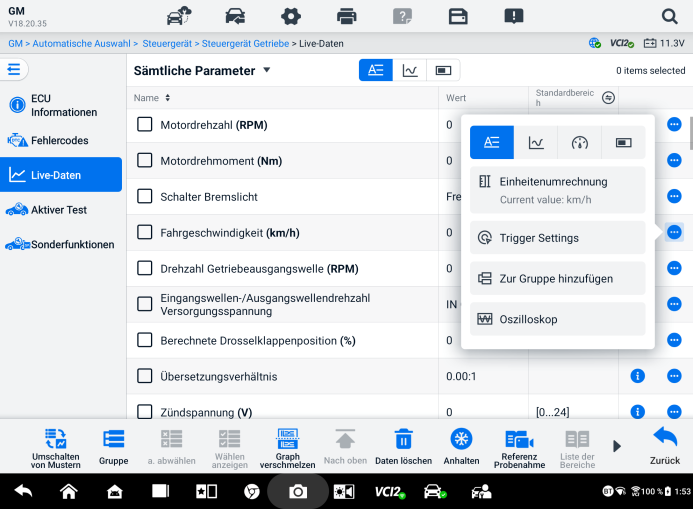 GM
V18.20.35
GM > Automatische Auswahl > Steuergerät > Steuergerät Getriebe > Live-Daten
VCI2
11.3V
Sämtliche Parameter
0 items selected
ECU
Informationen
Fehlercodes
Live-Daten
Aktiver Test
Sonderfunktionen
Name
Wert
Standardbereic
h
Motordrehzahl (RPM)
0
Motordrehmoment (Nm)
0
Schalter Bremslicht
Fre
Fahrgeschwindigkeit (km/h)
0
Drehzahl Getriebeausgangswelle (RPM)
0
Eingangswellen-/Ausgangswellendrehzahl
Versorgungsspannung
IN
Berechnete Drosselklappenposition (%)
0
Übersetzungsverhältnis
0.00:1
Zündspannung (V)
0
[0...24]
Einheitenumrechnung
Current value: km/h
Trigger Settings
Zur Gruppe hinzufügen
Oszilloskop
Umschalten
von Mustern
Gruppe
a. abwählen
Wählen
anzeigen
Graph
verschmelzen
Nach oben
Daten löschen
Anhalten
Referenz
Probenahme
Liste der
Bereiche
Zurück
VCI2
BT
100 %
1:53